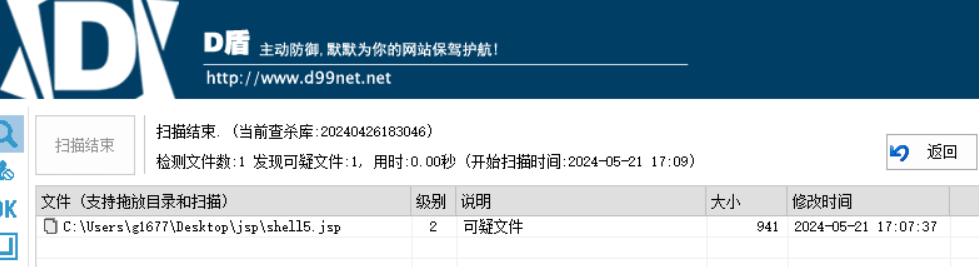 D
D盾 主动防御,默默为你的网站保驾护航!
http://www.d99net.net
扫描结束
扫描结束. (当前查杀库:20240426183046)
检测文件数:1 发现可疑文件:1, 用时:0.00秒 (开始扫描时间:2024-05-21 17:09)
返回
OK
文件 (支持拖放目录和扫描) 级别 说明 大小 修改时间
C:\Users\g1677\Desktop\jsp\shell5.jsp 2 可疑文件 941 2024-05-21 17:07:37